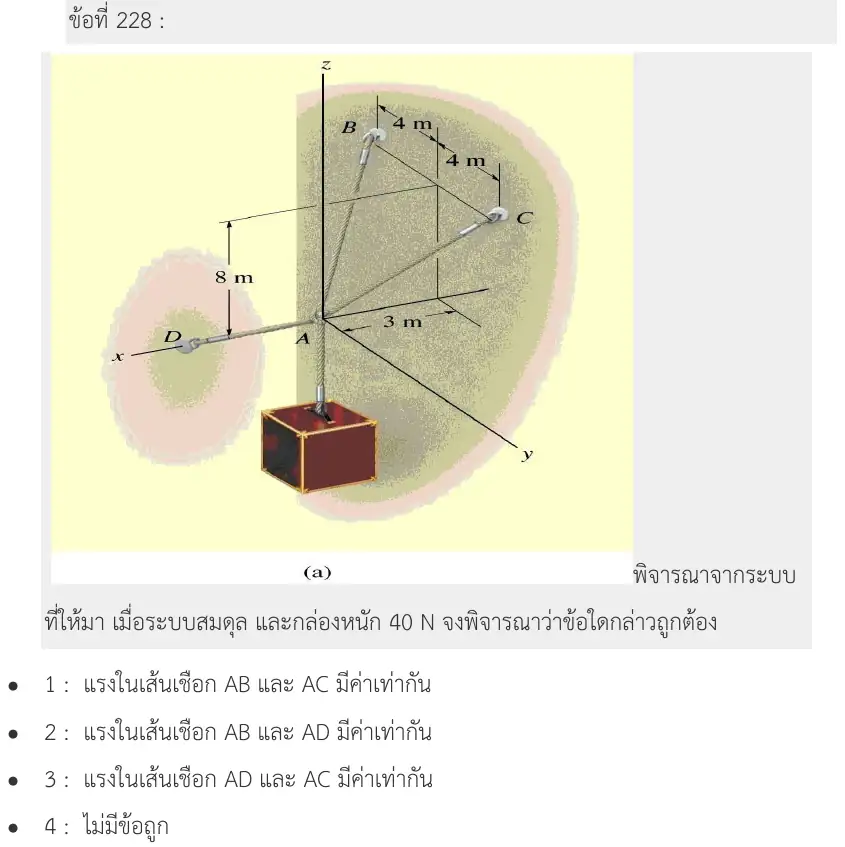 ข้อที่ 228 :
z
B
4 m
4 m
C
8 m
D
A
3 m
x
y
(a)
พิจารณาจากระบบ
ที่ให้มา เมื่อระบบสมดุล และกล่องหนัก 40 N จงพิจารณาว่าข้อใดกล่าวถูกต้อง
• 1 : แรงในเส้นเชือก AB และ AC มีค่าเท่ากัน
• 2 : แรงในเส้นเชือก AB และ AD มีค่าเท่ากัน
• 3 : แรงในเส้นเชือก AD และ AC มีค่าเท่ากัน
• 4 : ไม่มีข้อถูก